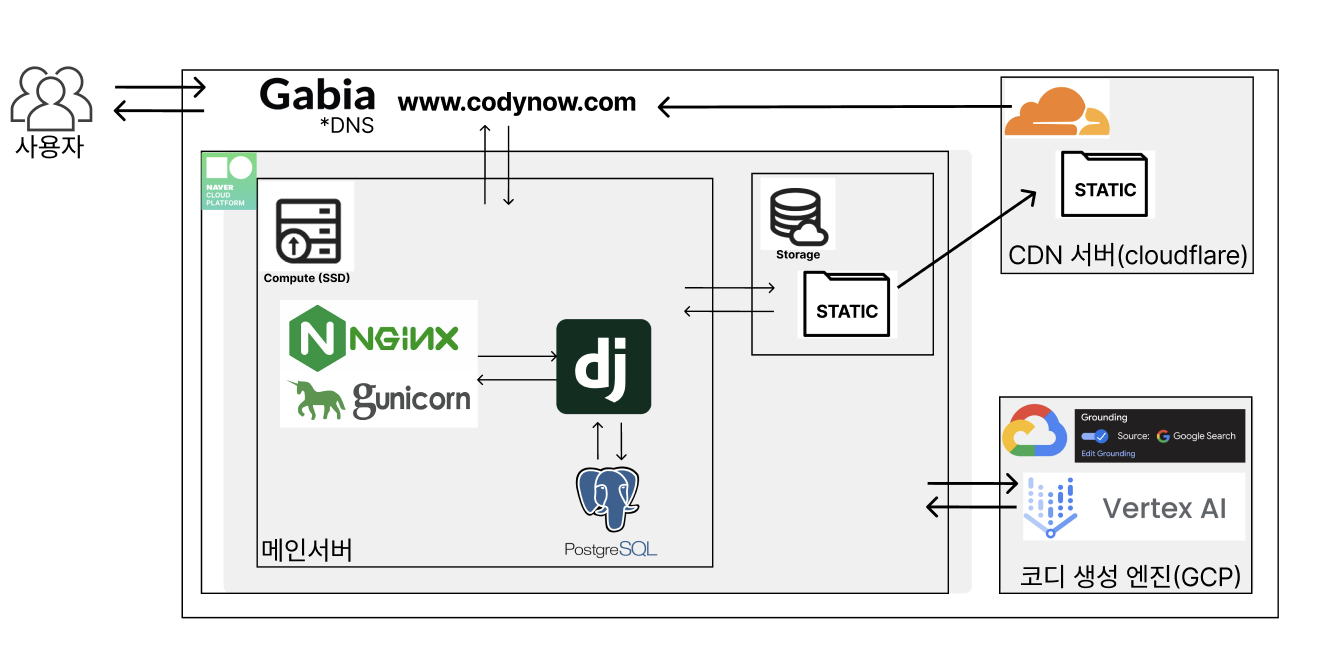 사용자
Gabia
*DNS
www.codynow.com
NAVER
CLOUD
PLATFORM
Compute (SSD)
NGiNX
gunicorn
dj
PostgreSQL
메인서버
Storage
STATIC
STATIC
CDN 서버(cloudflare)
Grounding
Source: Google Search
Edit Grounding
Vertex AI
코디 생성 엔진(GCP)